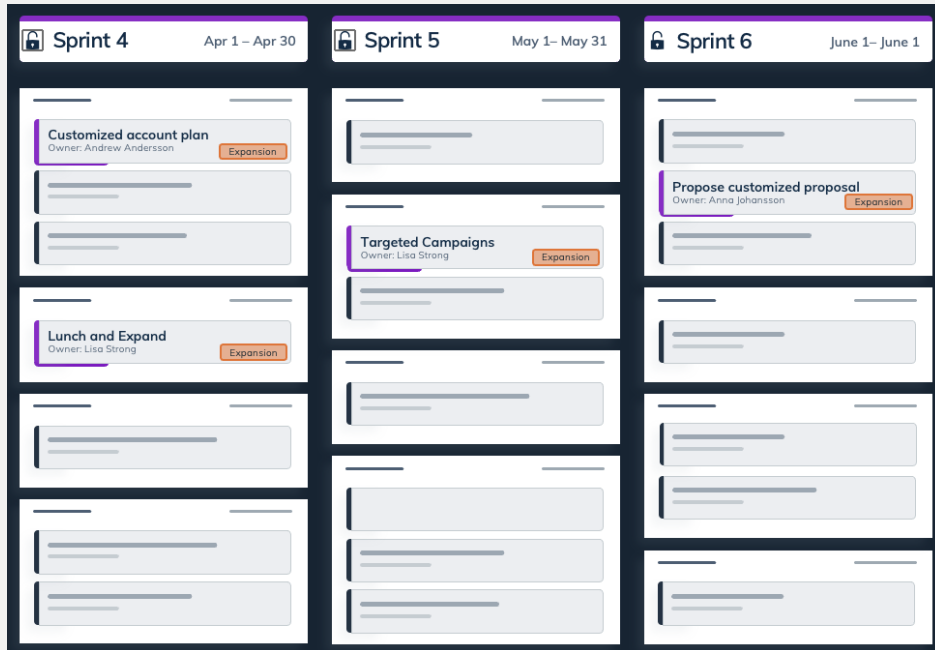 Sprint 4
Apr 1 – Apr 30
Customized account plan
Owner: Andrew Andersson
Expansion
Lunch and Expand
Owner: Lisa Strong
Expansion
Sprint 5
May 1– May 31
Targeted Campaigns
Owner: Lisa Strong
Expansion
Sprint 6
June 1– June 1
Propose customized proposal
Owner: Anna Johansson
Expansion